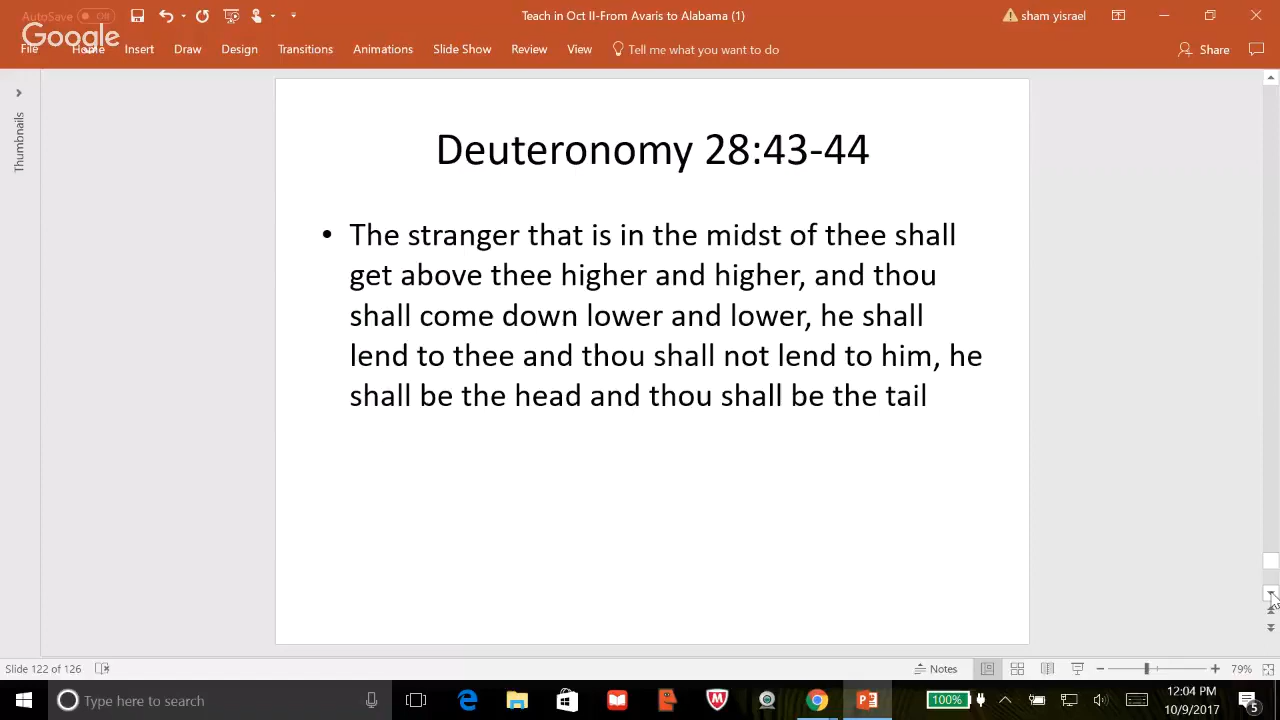 AutoSave Off
Teach in Oct II-From Avaris to Alabama (1)
sham yisrael
Google
File Home Insert Draw Design Transitions Animations Slide Show Review View Tell me what you want to do
Share
Thumbnails
Deuteronomy 28:43-44
• The stranger that is in the midst of thee shall
get above thee higher and higher, and thou
shall come down lower and lower, he shall
lend to thee and thou shall not lend to him, he
shall be the head and thou shall be the tail
Slide 122 of 126
Notes
79%
Type here to search
100%
12:04 PM
10/9/2017
5